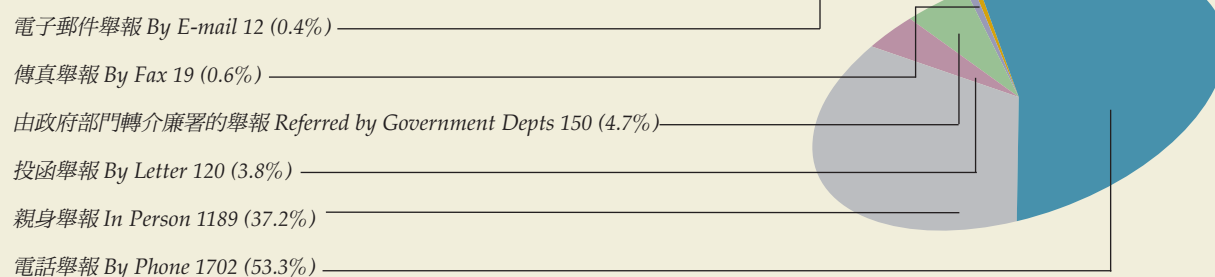 電子郵件舉報 By E-mail 12 (0.4%)
傳真舉報 By Fax 19 (0.6%)
由政府部門轉介廉署的舉報 Referred by Government Depts 150 (4.7%)
投函舉報 By Letter 120 (3.8%)
親身舉報 In Person 1189 (37.2%)
電話舉報 By Phone 1702 (53.3%)